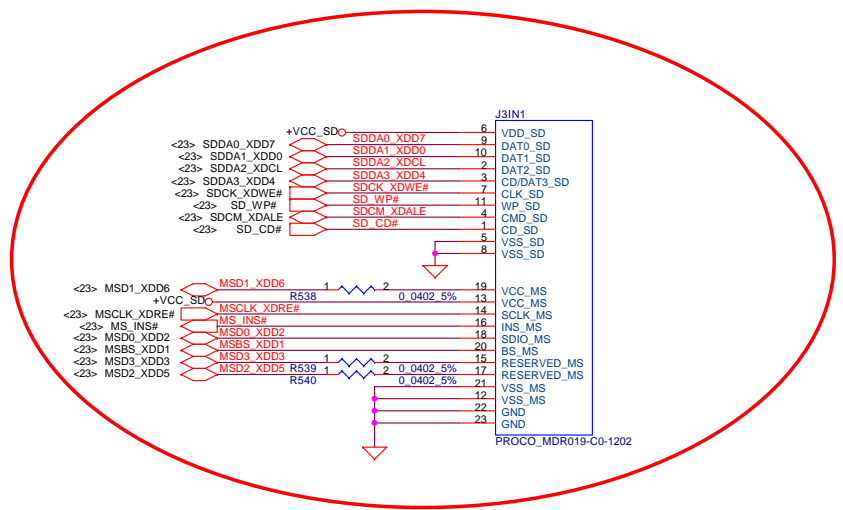 J3IN1
+VCC_SD 6 VDD_SD
<23> SDDA0_XDD7 SDDA0_XDD7 9 DAT0_SD
<23> SDDA1_XDD0 SDDA1_XDD0 10 DAT1_SD
<23> SDDA2_XDCL SDDA2_XDCL 2 DAT2_SD
<23> SDDA3_XDD4 SDDA3_XDD4 3 CD/DAT3_SD
<23> SDCK_XDWE# SDCK_XDWE# 7 CLK_SD
<23> SD_WP# SD_WP# 11 WP_SD
<23> SDCM_XDALE SDCM_XDALE 4 CMD_SD
<23> SD_CD# SD_CD# 1 CD_SD
5 VSS_SD
8 VSS_SD
<23> MSD1_XDD6 MSD1_XDD6 1 2 19 VCC_MS
+VCC_SD R538 0_0402_5% 13 VCC_MS
<23> MSCLK_XDRE# MSCLK_XDRE# 14 SCLK_MS
<23> MS_INS# MS_INS# 16 INS_MS
<23> MSD0_XDD2 MSD0_XDD2 18 SDIO_MS
<23> MSBS_XDD1 MSBS_XDD1 20 BS_MS
<23> MSD3_XDD3 MSD3_XDD3 1 2 15 RESERVED_MS
<23> MSD2_XDD5 MSD2_XDD5 R539 1 2 0_0402_5% 17 RESERVED_MS
R540 0_0402_5% 21 VSS_MS
12 VSS_MS
22 GND
23 GND
PROCO_MDR019-C0-1202